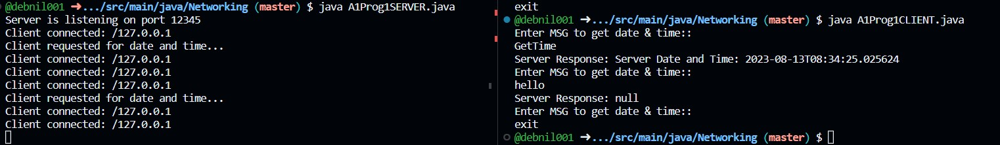 @debnil001 ➜.../src/main/java/Networking (master) $ java A1Prog1SERVER.java
Server is listening on port 12345
Client connected: /127.0.0.1
Client requested for date and time...
Client connected: /127.0.0.1
Client connected: /127.0.0.1
Client connected: /127.0.0.1
Client requested for date and time...
Client connected: /127.0.0.1
Client connected: /127.0.0.1
exit
@debnil001 ➜.../src/main/java/Networking (master) $ java A1Prog1CLIENT.java
Enter MSG to get date & time::
GetTime
Server Response: Server Date and Time: 2023-08-13T08:34:25.025624
Enter MSG to get date & time::
hello
Server Response: null
Enter MSG to get date & time::
exit
@debnil001 ➜.../src/main/java/Networking (master) $